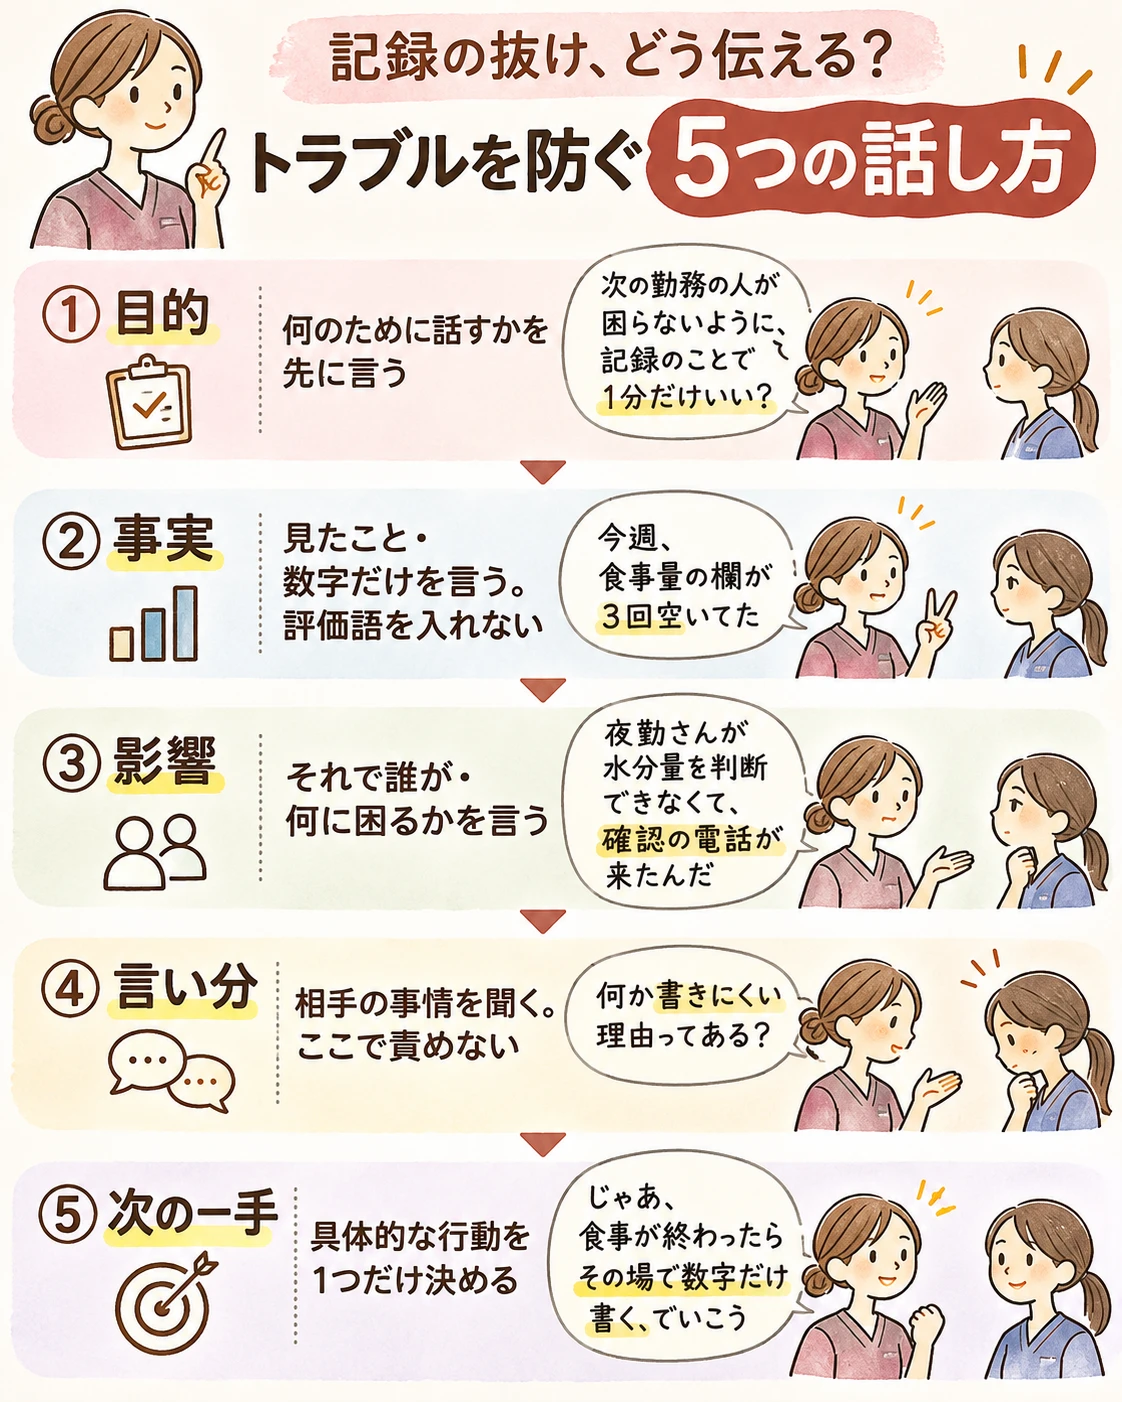 記録の抜け、どう伝える？
トラブルを防ぐ5つの話し方
① 目的
何のために話すかを
先に言う
次の勤務の人が
困らないように、
記録のことで
1分だけいい？
② 事実
見たこと・
数字だけを言う。
評価語を入れない
今週、
食事量の欄が
3回空いてた
③ 影響
それで誰が・
何に困るかを言う
夜勤さんが
水分量を判断
できなくて、
確認の電話が
来たんだ
④ 言い分
相手の事情を聞く。
ここで責めない
何か書きにくい
理由ってある？
⑤ 次の一手
具体的な行動を
1つだけ決める
じゃあ、
食事が終わったら
その場で数字だけ
書く、でいこう